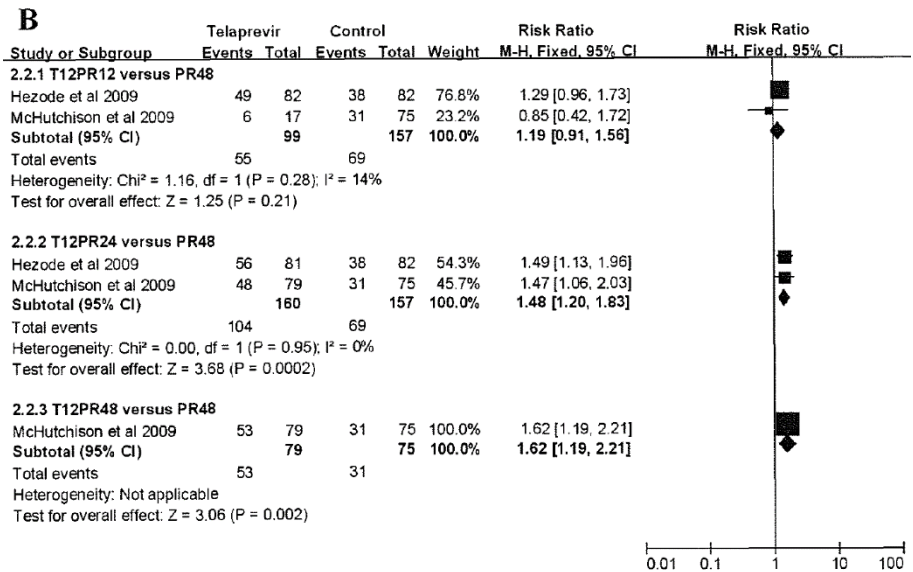 B
Telaprevir Control Risk Ratio Risk Ratio
Study or Subgroup Events Total Events Total Weight M-H, Fixed, 95% CI M-H, Fixed, 95% CI
2.2.1 T12PR12 versus PR48
Hezode et al 2009 49 82 38 82 76.8% 1.29 [0.96, 1.73]
McHutchison et al 2009 6 17 31 75 23.2% 0.85 [0.42, 1.72]
Subtotal (95% CI) 99 157 100.0% 1.19 [0.91, 1.56]
Total events 55 69
Heterogeneity: Chi² = 1.16, df = 1 (P = 0.28); I² = 14%
Test for overall effect: Z = 1.25 (P = 0.21)
2.2.2 T12PR24 versus PR48
Hezode et al 2009 56 81 38 82 54.3% 1.49 [1.13, 1.96]
McHutchison et al 2009 48 79 31 75 45.7% 1.47 [1.06, 2.03]
Subtotal (95% CI) 160 157 100.0% 1.48 [1.20, 1.83]
Total events 104 69
Heterogeneity: Chi² = 0.00, df = 1 (P = 0.95); I² = 0%
Test for overall effect: Z = 3.68 (P = 0.0002)
2.2.3 T12PR48 versus PR48
McHutchison et al 2009 53 79 31 75 100.0% 1.62 [1.19, 2.21]
Subtotal (95% CI) 79 75 100.0% 1.62 [1.19, 2.21]
Total events 53 31
Heterogeneity: Not applicable
Test for overall effect: Z = 3.06 (P = 0.002)
0.01 0.1 1 10 100